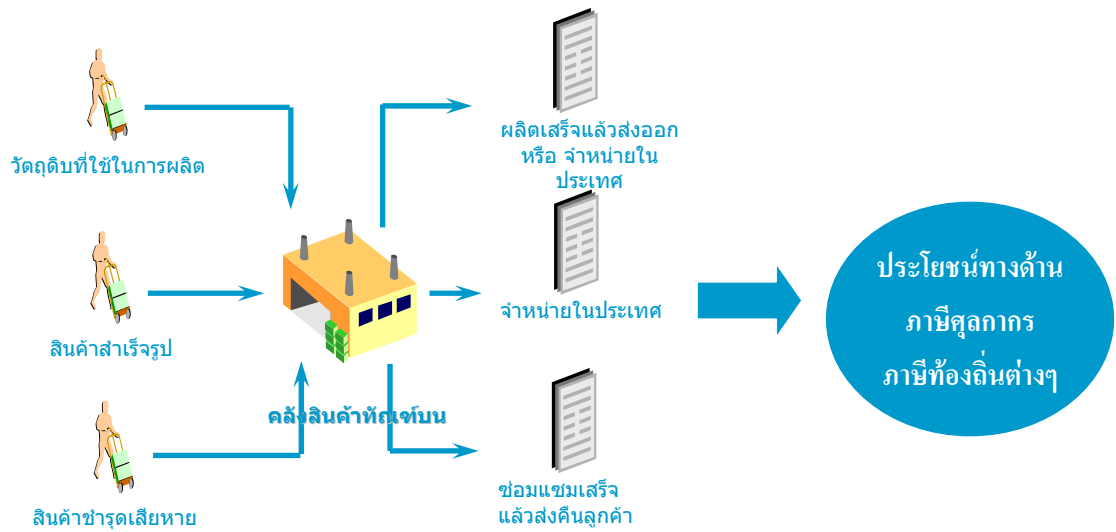 วัตถุดิบที่ใช้ในการผลิต
สินค้าสำเร็จรูป
สินค้าชำรุดเสียหาย
คลังสินค้าทัณฑ์บน
ผลิตเสร็จแล้วส่งออก
หรือ จำหน่ายใน
ประเทศ
จำหน่ายในประเทศ
ซ่อมแซมเสร็จ
แล้วส่งคืนลูกค้า
ประโยชน์ทางด้าน
ภาษีศุลกากร
ภาษีท้องถิ่นต่างๆ